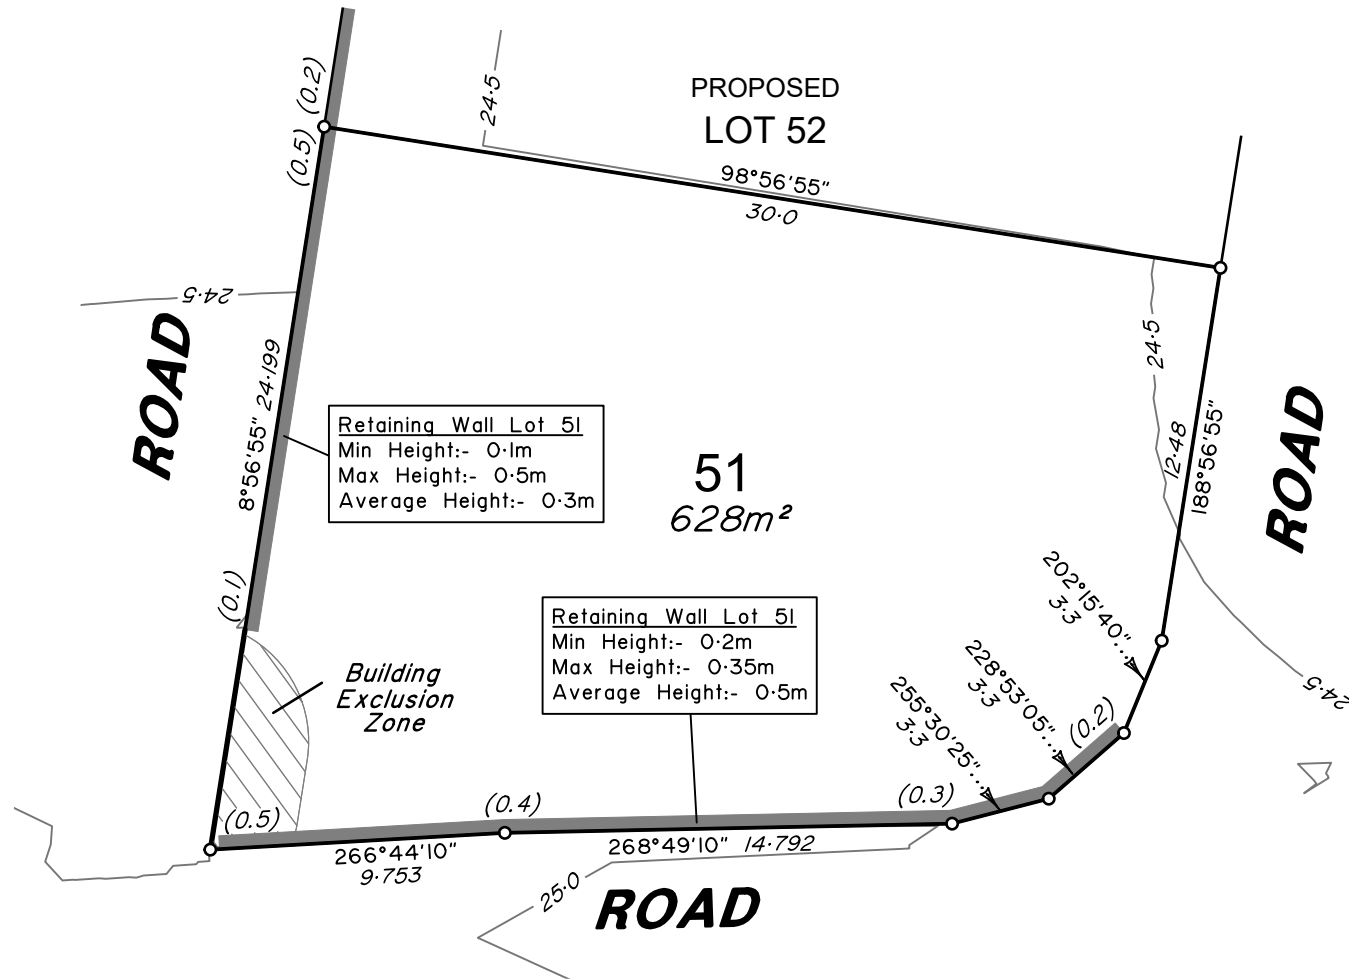 (0.2)
24·5
PROPOSED
LOT 52
(0.5)
98°56'55"
30·0
24·5
ROAD
8°56'55" 24·199
24·5
ROAD
12·48
188°56'55"
Retaining Wall Lot 51
Min Height:- 0·1m
Max Height:- 0·5m
Average Height:- 0·3m
51
628m²
(0.1)
202°15'40"
3·3
Retaining Wall Lot 51
Min Height:- 0·2m
Max Height:- 0·35m
Average Height:- 0·5m
228°53'05"
3·3
255°30'25"
3·3
Building
Exclusion
Zone
24·5
(0.2)
(0.5)
(0.4)
(0.3)
266°44'10"
9·753
268°49'10" 14·792
25·0
ROAD